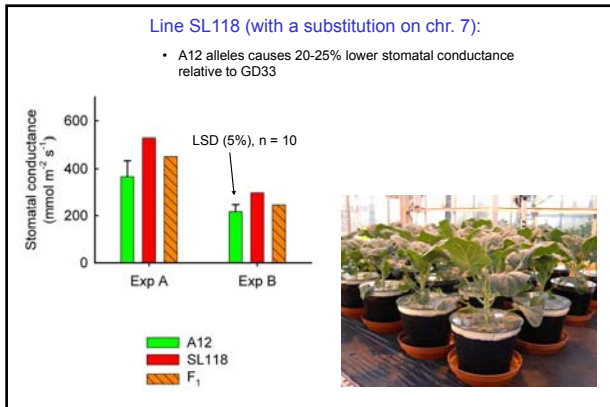 Line SL118 (with a substitution on chr. 7):
• A12 alleles causes 20-25% lower stomatal conductance
relative to GD33
Stomatal conductance
(mmol m⁻² s⁻¹)
600
400
200
0
LSD (5%), n = 10
Exp A
Exp B
A12
SL118
F₁